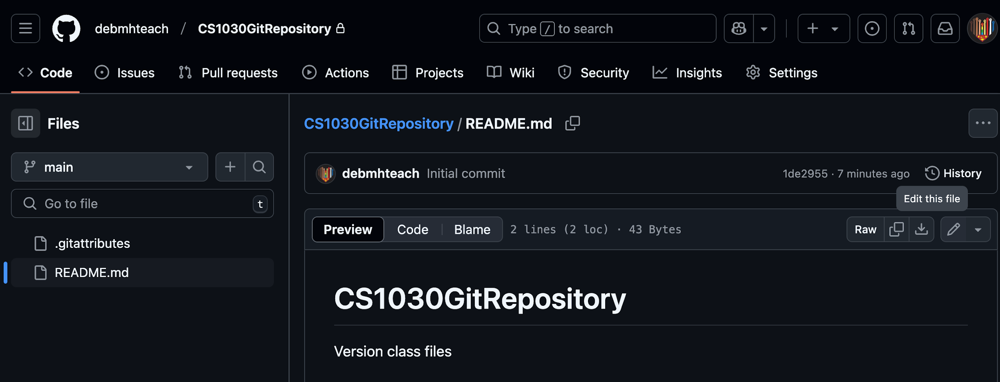 debmhteach / CS1030GitRepository Type / to search
Code Issues Pull requests Actions Projects Wiki Security Insights Settings
Files
main
Go to file t
.gitattributes
README.md
CS1030GitRepository / README.md
debmhteach Initial commit 1de2955 · 7 minutes ago History
Edit this file
Preview Code Blame 2 lines (2 loc) · 43 Bytes Raw
CS1030GitRepository
Version class files